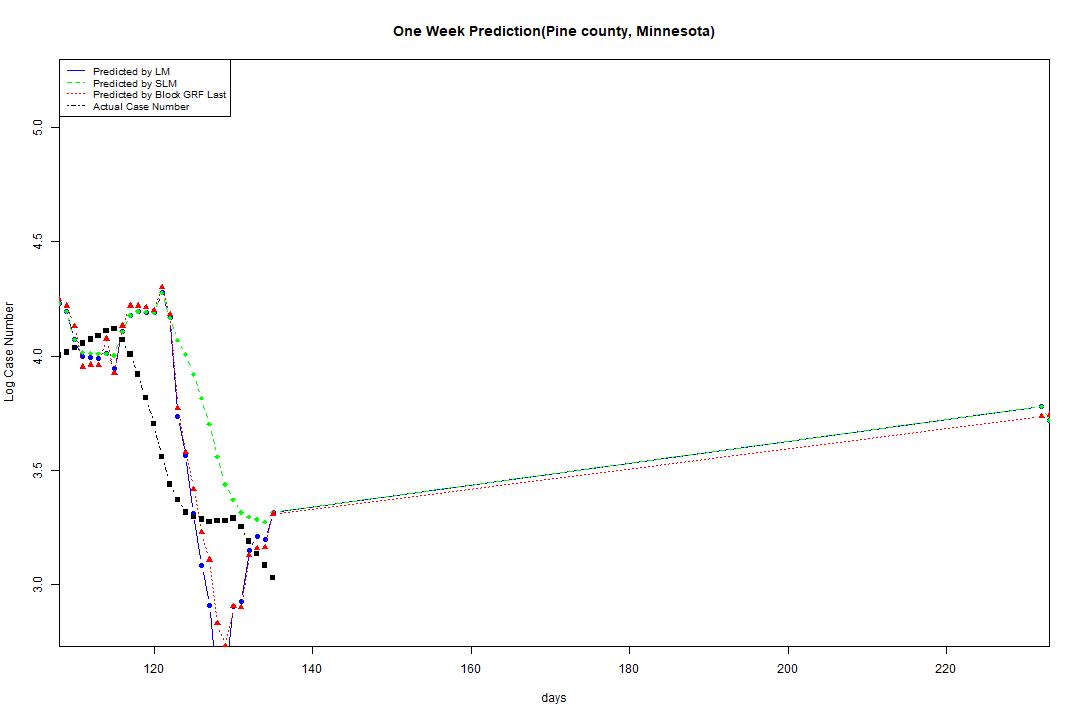 One Week Prediction(Pine county, Minnesota)
Predicted by LM
Predicted by SLM
Predicted by Block GRF Last
Actual Case Number
5.0
4.5
4.0
3.5
3.0
Log Case Number
120 140 160 180 200 220
days